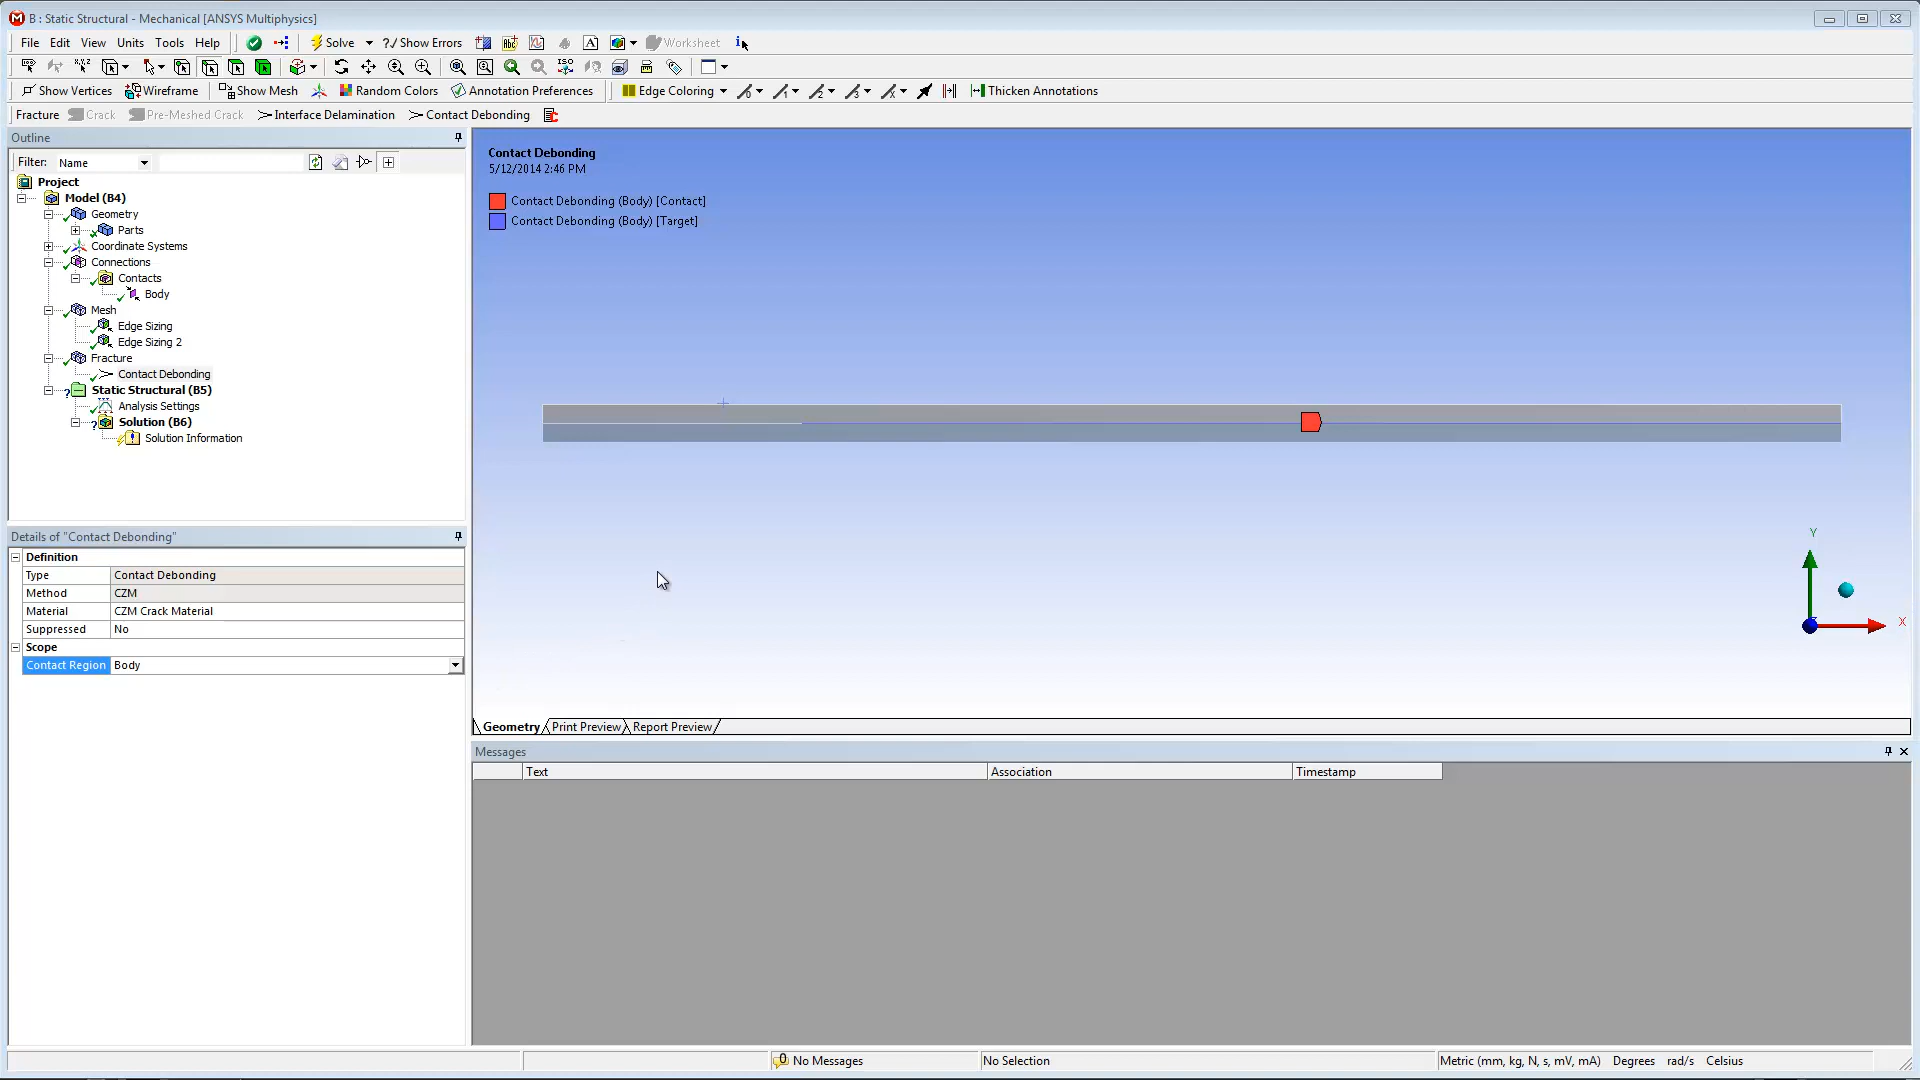 B : Static Structural - Mechanical [ANSYS Multiphysics]
File Edit View Units Tools Help Solve ?/ Show Errors Worksheet
Show Vertices Wireframe Show Mesh Random Colors Annotation Preferences Edge Coloring Thicken Annotations
Fracture Crack Pre-Meshed Crack Interface Delamination Contact Debonding
Outline
Filter: Name
Project
Model (B4)
Geometry
Parts
Coordinate Systems
Connections
Contacts
Body
Mesh
Edge Sizing
Edge Sizing 2
Fracture
Contact Debonding
Static Structural (B5)
Analysis Settings
Solution (B6)
Solution Information
Details of "Contact Debonding"
Definition
Type Contact Debonding
Method CZM
Material CZM Crack Material
Suppressed No
Scope
Contact Region Body
Contact Debonding
5/12/2014 2:46 PM
Contact Debonding (Body) [Contact]
Contact Debonding (Body) [Target]
Y
X
Geometry Print Preview Report Preview
Messages
Text Association Timestamp
No Messages No Selection Metric (mm, kg, N, s, mV, mA) Degrees rad/s Celsius